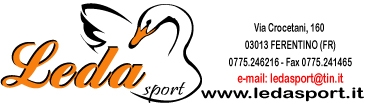 Leda
sport
Via Crocetani, 160
03013 FERENTINO (FR)
0775.246216 - Fax 0775.241465
e-mail: ledasport@tin.it
www.ledasport.it